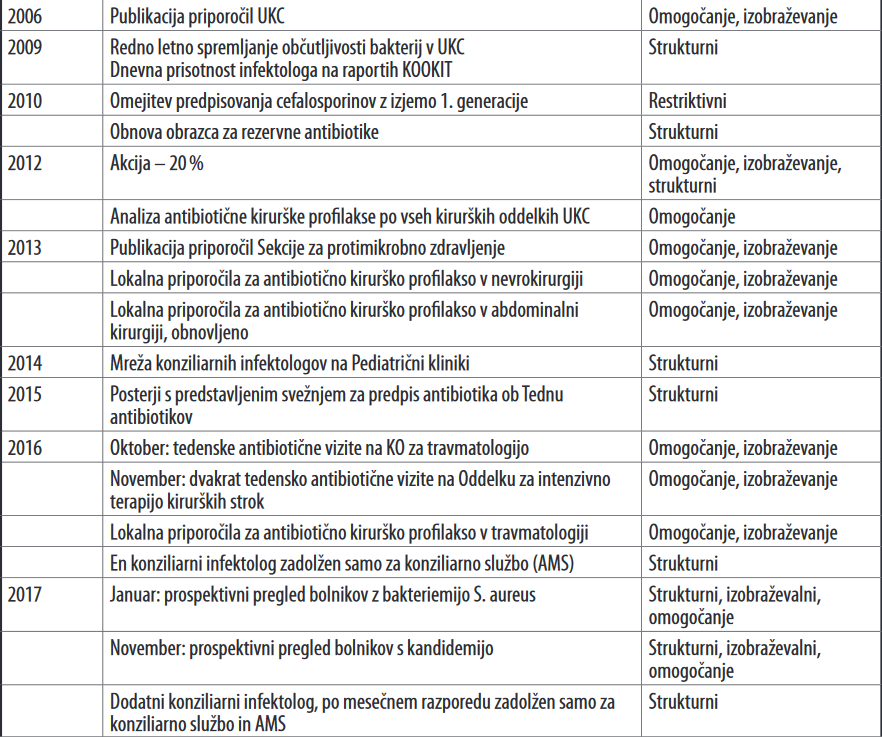 2006 Publikacija priporočil UKC Omogočanje, izobraževanje
2009 Redno letno spremljanje občutljivosti bakterij v UKC Strukturni
Dnevna prisotnost infektologa na raportih KOOKIT
2010 Omejitev predpisovanja cefalosporinov z izjemo 1. generacije Restriktivni
Obnova obrazca za rezervne antibiotike Strukturni
2012 Akcija – 20 % Omogočanje, izobraževanje,
strukturni
Analiza antibiotične kirurške profilakse po vseh kirurških oddelkih UKC Omogočanje
2013 Publikacija priporočil Sekcije za protimikrobno zdravljenje Omogočanje, izobraževanje
Lokalna priporočila za antibiotično kirurško profilakso v nevrokirurgiji Omogočanje, izobraževanje
Lokalna priporočila za antibiotično kirurško profilakso v abdominalni Omogočanje, izobraževanje
kirurgiji, obnovljeno
2014 Mreža konziliarnih infektologov na Pediatrični kliniki Strukturni
2015 Posterji s predstavljenim svežnjem za predpis antibiotika ob Tednu Strukturni
antibiotikov
2016 Oktober: tedenske antibiotične vizite na KO za travmatologijo Omogočanje, izobraževanje
November: dvakrat tedensko antibiotične vizite na Oddelku za intenzivno Omogočanje, izobraževanje
terapijo kirurških strok
Lokalna priporočila za antibiotično kirurško profilakso v travmatologiji Omogočanje, izobraževanje
En konziliarni infektolog zadolžen samo za konziliarno službo (AMS) Strukturni
2017 Januar: prospektivni pregled bolnikov z bakteriemijo S. aureus Strukturni, izobraževalni,
omogočanje
November: prospektivni pregled bolnikov s kandidemijo Strukturni, izobraževalni,
omogočanje
Dodatni konziliarni infektolog, po mesečnem razporedu zadolžen samo za Strukturni
konziliarno službo in AMS